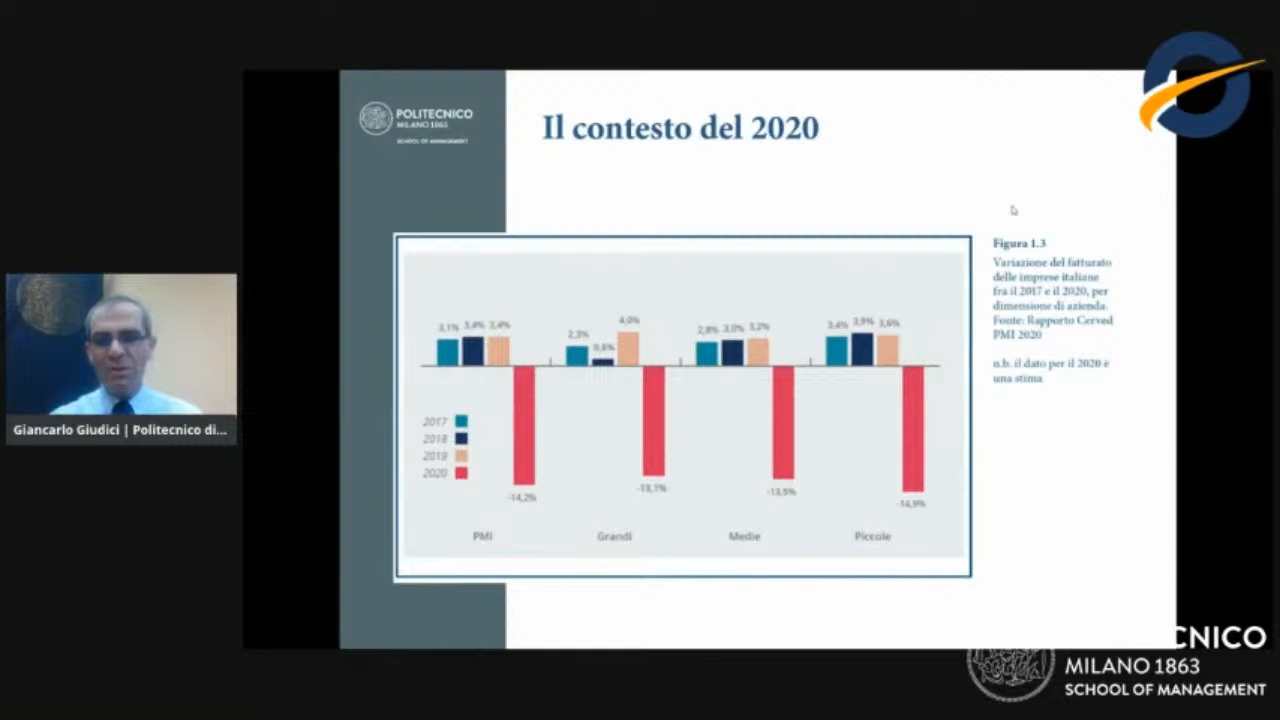 POLITECNICO
MILANO 1863
SCHOOL OF MANAGEMENT
Il contesto del 2020
Figura 1.3
Variazione del fatturato
delle imprese italiane
fra il 2017 e il 2020, per
dimensione di azienda.
Fonte: Rapporto Cerved
PMI 2020
n.b. il dato per il 2020 è
una stima
3,1% 3,4% 3,4%
2,3% 0,8% 4,0%
2,8% 3,0% 3,2%
3,4% 3,9% 3,6%
2017
2018
2019
2020
-14,2%
-13,1%
-13,5%
-14,9%
PMI
Grandi
Medie
Piccole
Giancarlo Giudici | Politecnico di...
CNICO
MILANO 1863
SCHOOL OF MANAGEMENT